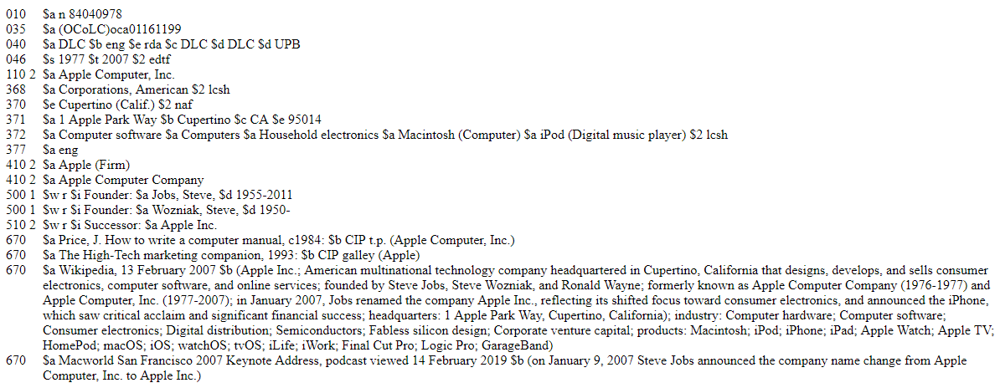 010 $a n 84040978
035 $a (OCoLC)oca01161199
040 $a DLC $b eng $e rda $c DLC $d DLC $d UPB
046 $s 1977 $t 2007 $2 edtf
110 2 $a Apple Computer, Inc.
368 $a Corporations, American $2 lcsh
370 $e Cupertino (Calif.) $2 naf
371 $a 1 Apple Park Way $b Cupertino $c CA $e 95014
372 $a Computer software $a Computers $a Household electronics $a Macintosh (Computer) $a iPod (Digital music player) $2 lcsh
377 $a eng
410 2 $a Apple (Firm)
410 2 $a Apple Computer Company
500 1 $w r $i Founder: $a Jobs, Steve, $d 1955-2011
500 1 $w r $i Founder: $a Wozniak, Steve, $d 1950-
510 2 $w r $i Successor: $a Apple Inc.
670 $a Price, J. How to write a computer manual, c1984: $b CIP t.p. (Apple Computer, Inc.)
670 $a The High-Tech marketing companion, 1993: $b CIP galley (Apple)
670 $a Wikipedia, 13 February 2007 $b (Apple Inc.; American multinational technology company headquartered in Cupertino, California that designs, develops, and sells consumer
electronics, computer software, and online services; founded by Steve Jobs, Steve Wozniak, and Ronald Wayne; formerly known as Apple Computer Company (1976-1977) and
Apple Computer, Inc. (1977-2007); in January 2007, Jobs renamed the company Apple Inc., reflecting its shifted focus toward consumer electronics, and announced the iPhone,
which saw critical acclaim and significant financial success; headquarters: 1 Apple Park Way, Cupertino, California); industry: Computer hardware; Computer software;
Consumer electronics; Digital distribution; Semiconductors; Fabless silicon design; Corporate venture capital; products: Macintosh; iPod; iPhone; iPad; Apple Watch; Apple TV;
HomePod; macOS; iOS; watchOS; tvOS; iLife; iWork; Final Cut Pro; Logic Pro; GarageBand)
670 $a Macworld San Francisco 2007 Keynote Address, podcast viewed 14 February 2019 $b (on January 9, 2007 Steve Jobs announced the company name change from Apple
Computer, Inc. to Apple Inc.)